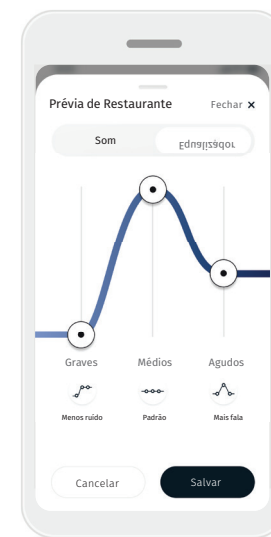 Prévia de Restaurante
Fechar ×
Som
Equalizador
Graves
Médios
Agudos
Menos ruído
Padrão
Mais fala
Cancelar
Salvar